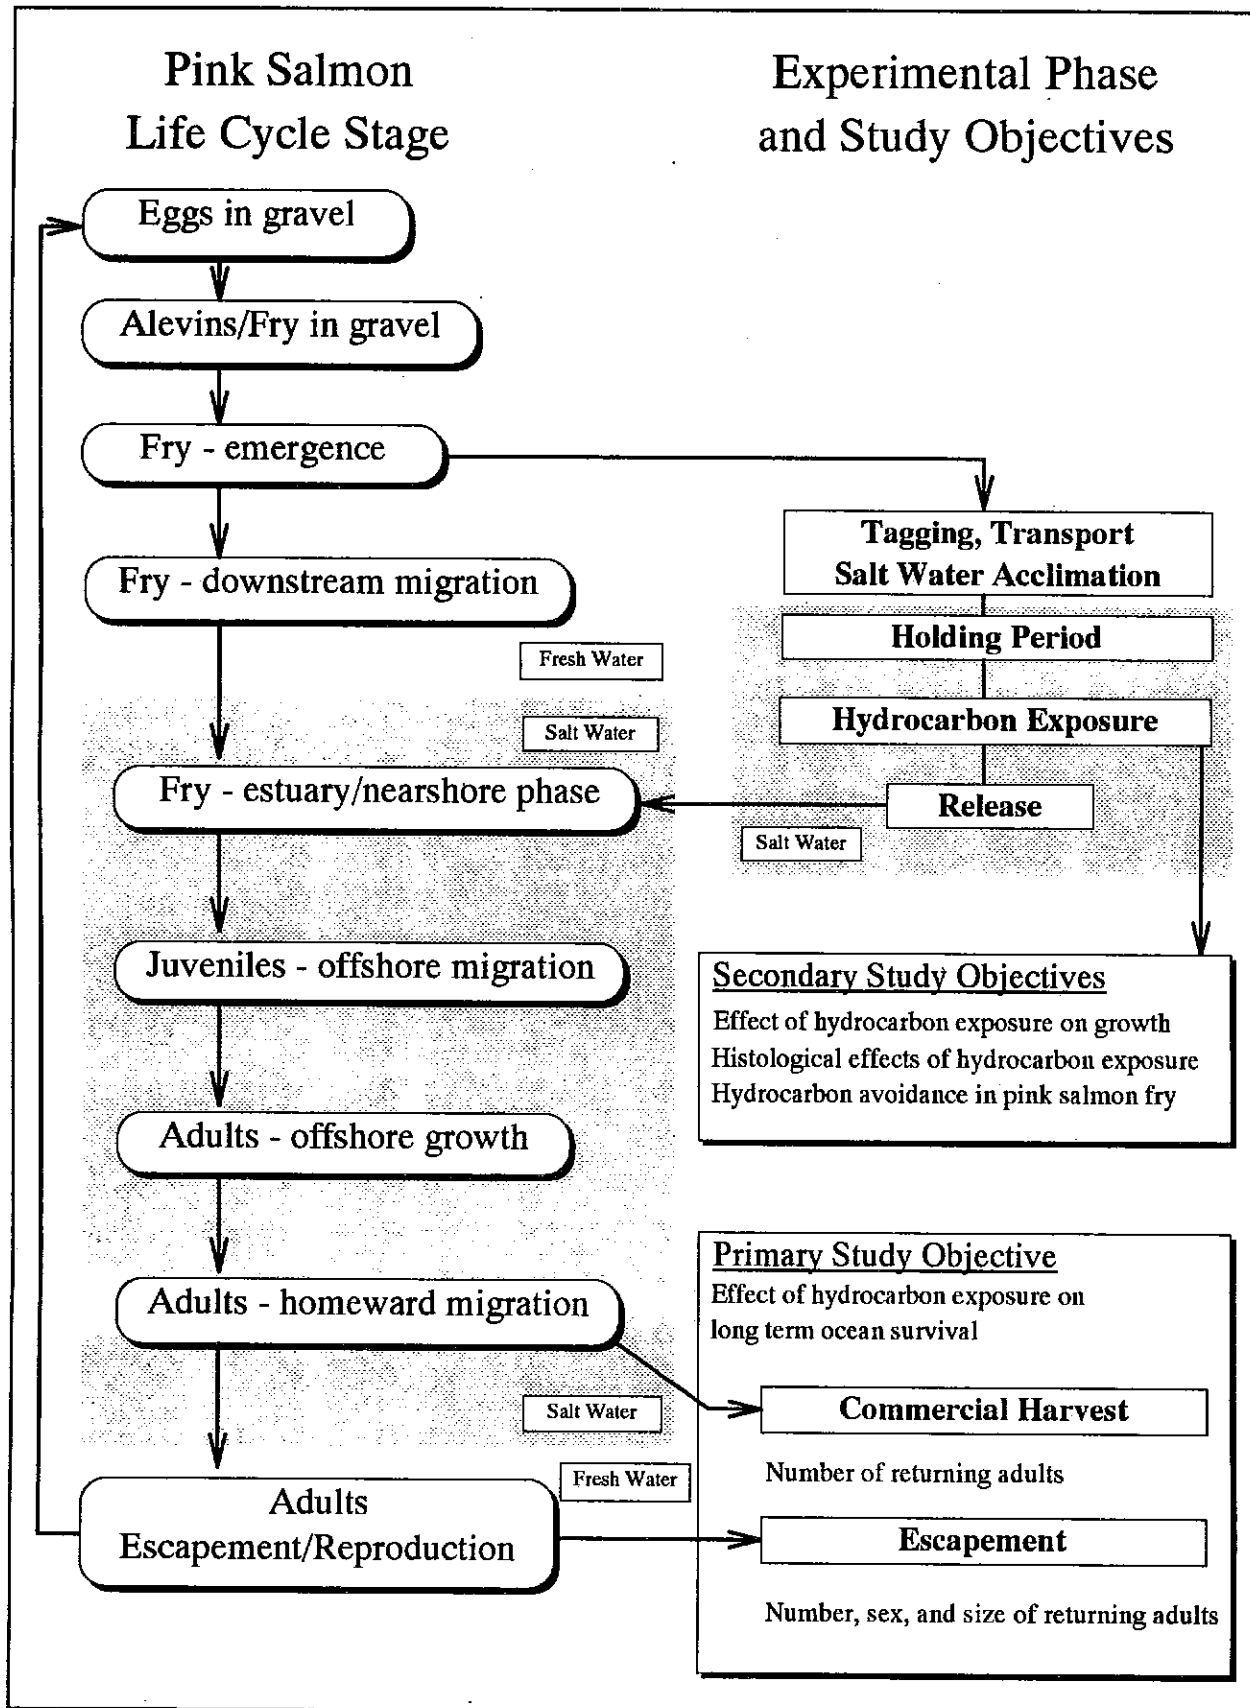 Pink Salmon
Life Cycle Stage
Experimental Phase
and Study Objectives
Eggs in gravel
Alevins/Fry in gravel
Fry - emergence
Tagging, Transport
Salt Water Acclimation
Fry - downstream migration
Holding Period
Fresh Water
Hydrocarbon Exposure
Salt Water
Fry - estuary/nearshore phase
Release
Salt Water
Juveniles - offshore migration
Secondary Study Objectives
Effect of hydrocarbon exposure on growth
Histological effects of hydrocarbon exposure
Hydrocarbon avoidance in pink salmon fry
Adults - offshore growth
Primary Study Objective
Effect of hydrocarbon exposure on
long term ocean survival
Adults - homeward migration
Commercial Harvest
Salt Water
Number of returning adults
Fresh Water
Adults
Escapement/Reproduction
Escapement
Number, sex, and size of returning adults